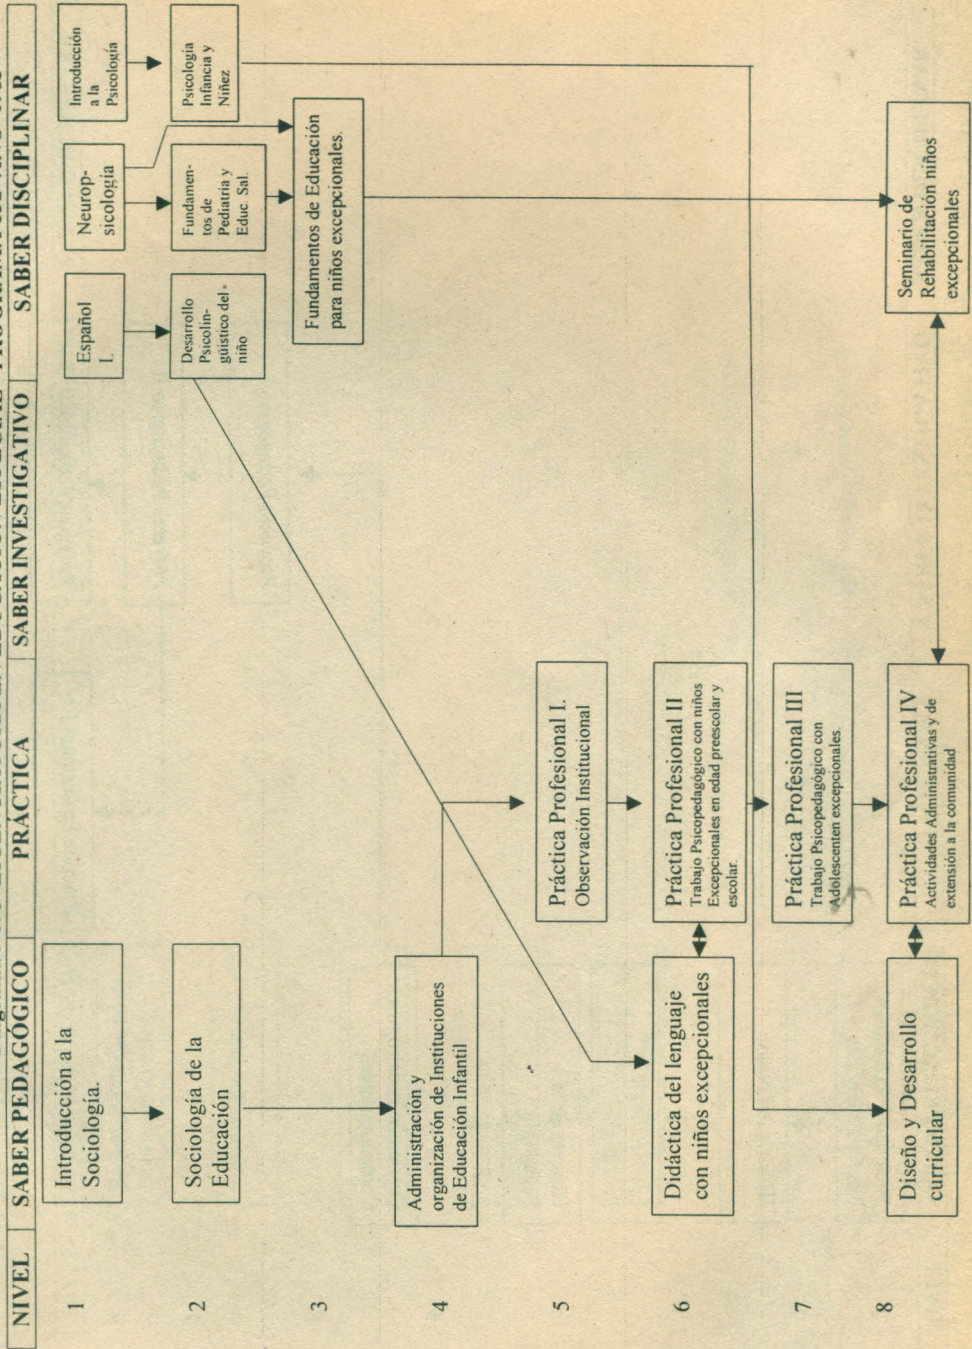 NIVEL
SABER PEDAGÓGICO
PRÁCTICA
SABER INVESTIGATIVO
SABER DISCIPLINAR
1
Introducción a la
Sociología.
Español
I.
Neurop-
sicología
Introducción
a la
Psicología
2
Sociología de la
Educación
Desarrollo
Psicolin-
güistico del
niño
Fundamen-
tos de
Pediatría y
Educ. Sal.
Psicologia
Infancia y
Niñez
3
Fundamentos de Educación
para niños excepcionales.
4
Administración y
organización de Instituciones
de Educación Infantil
5
Práctica Profesional I.
Observación Institucional
6
Didáctica del lenguaje
con niños excepcionales
Práctica Profesional II
Trabajo Psicopedagógico con niños
Excepcionales en edad preescolar y
escolar.
7
Práctica Profesional III
Trabajo Psicopedagógico con
Adolescenten excepcionales.
8
Diseño y Desarrollo
curricular
Práctica Profesional IV
Actividades Administrativas y de
extensión a la comunidad
Seminario de
Rehabilitación niños
excepcionales